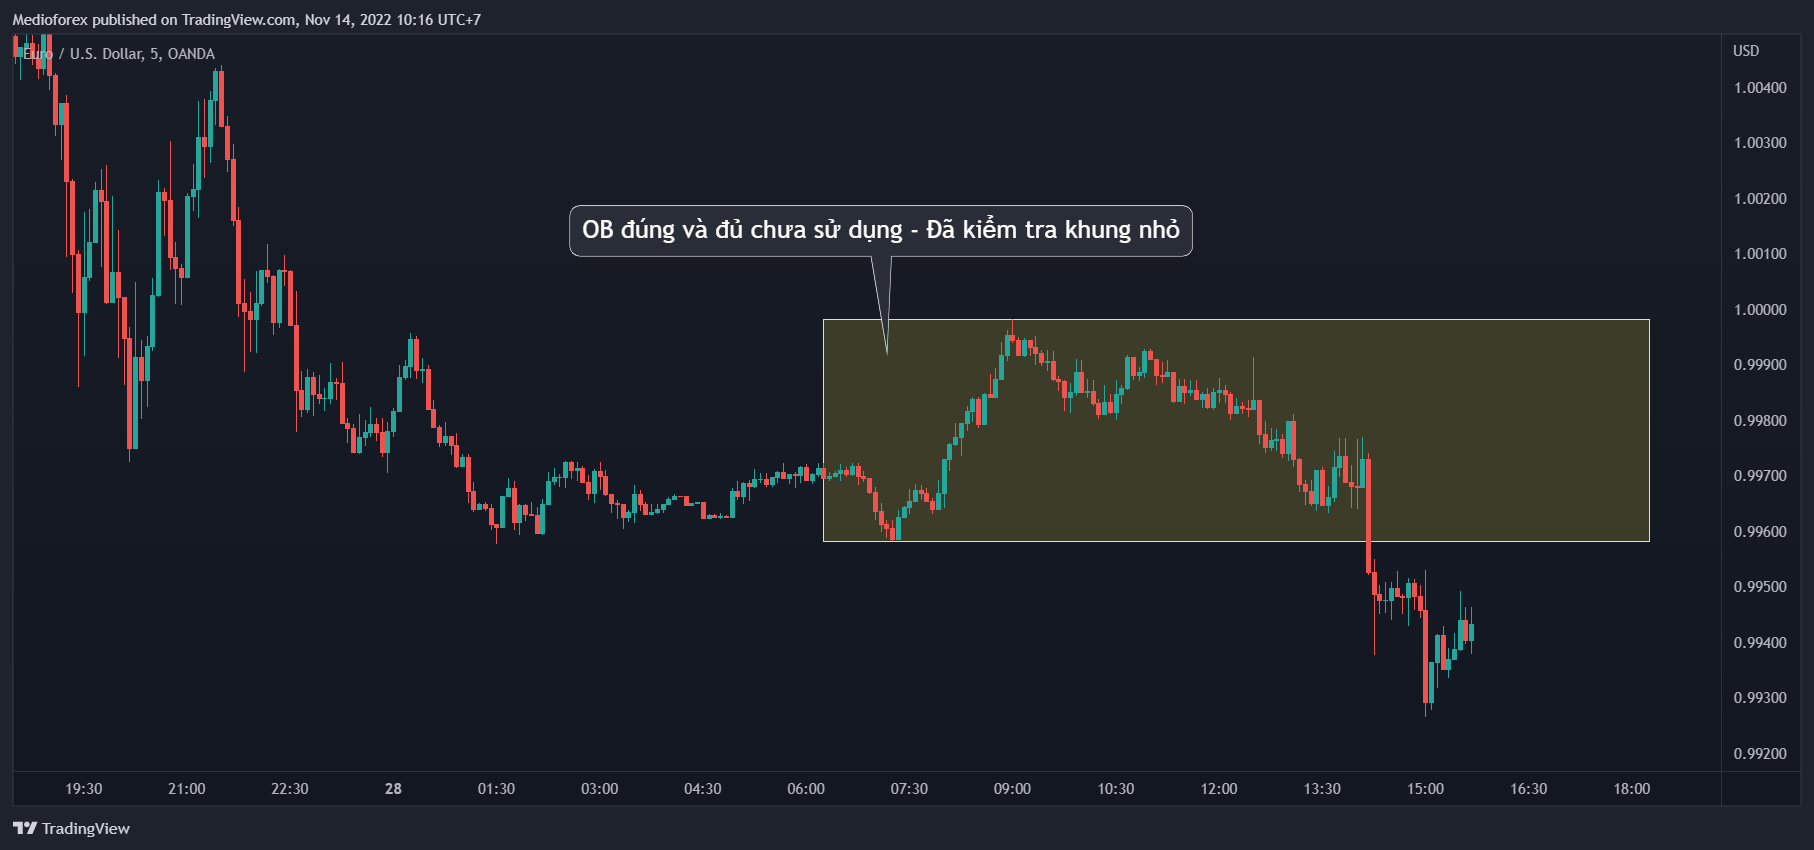 Medioforex published on TradingView.com, Nov 14, 2022 10:16 UTC+7
Euro / U.S. Dollar, 5, OANDA
USD
1.00400
1.00300
1.00200
OB đúng và đủ chưa sử dụng - Đã kiểm tra khung nhỏ
1.00100
1.00000
0.99900
0.99800
0.99700
0.99600
0.99500
0.99400
0.99300
0.99200
19:30 21:00 22:30 28 01:30 03:00 04:30 06:00 07:30 09:00 10:30 12:00 13:30 15:00 16:30 18:00
TradingView